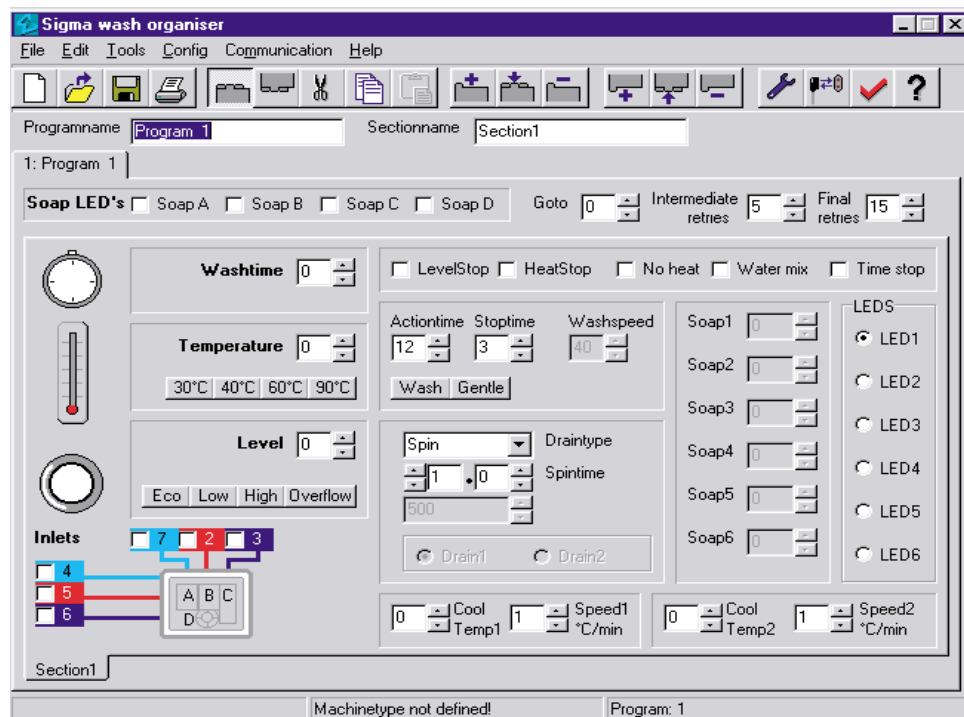 Sigma wash organiser
File Edit Tools Config Communication Help
Programname Program 1 Sectionname Section1
1: Program 1
Soap LED's Soap A Soap B Soap C Soap D Goto 0 Intermediate retries 5 Final retries 15
Washtime 0
LevelStop HeatStop No heat Water mix Time stop
Temperature 0
30°C 40°C 60°C 90°C
Actiontime Stoptime Washspeed
12 3 40
Wash Gentle
Level 0
Eco Low High Overflow
Spin Draintype
1 .0 Spintime
500
Drain1 Drain2
Soap1 0
Soap2 0
Soap3 0
Soap4 0
Soap5 0
Soap6 0
LEDS
LED1
LED2
LED3
LED4
LED5
LED6
Inlets
7 2 3
4
5
6
A B C
D
0 Cool Temp1 1 Speed1 °C/min
0 Cool Temp2 1 Speed2 °C/min
Section1
Machinetype not defined! Program: 1